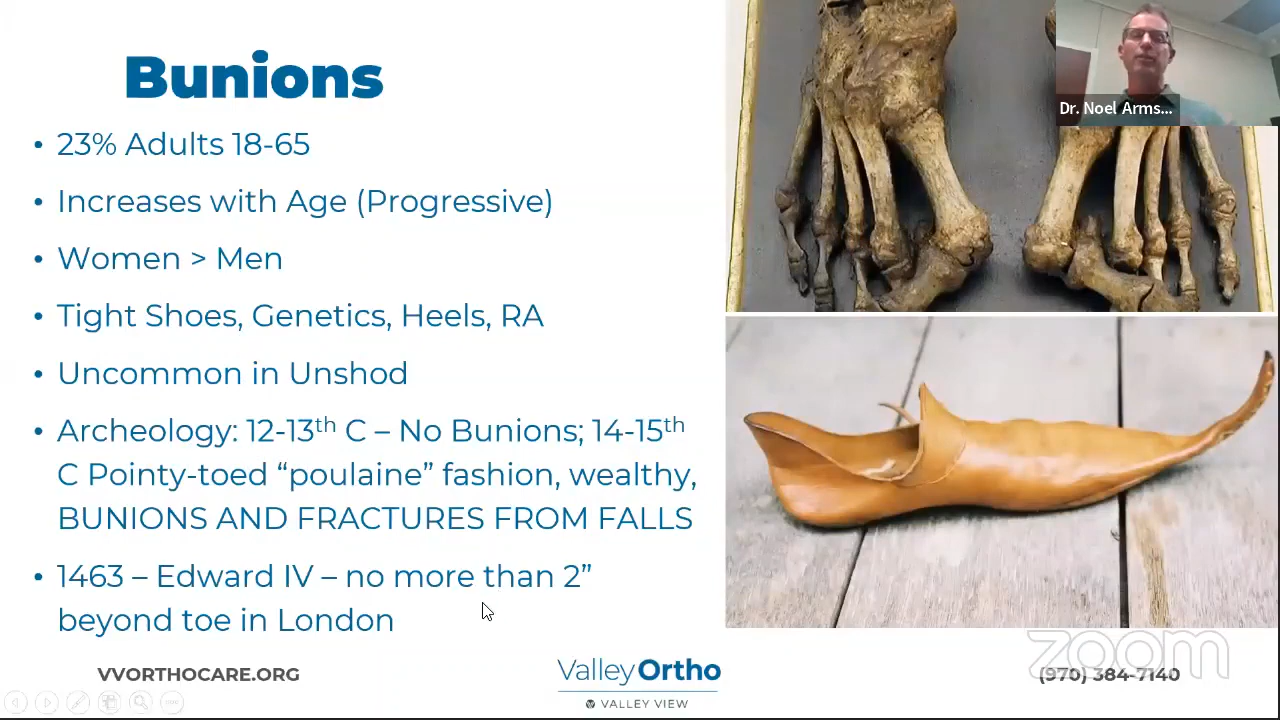 Bunions
• 23% Adults 18-65
• Increases with Age (Progressive)
• Women > Men
• Tight Shoes, Genetics, Heels, RA
• Uncommon in Unshod
• Archeology: 12-13th C – No Bunions; 14-15th
C Pointy-toed “poulaine” fashion, wealthy,
BUNIONS AND FRACTURES FROM FALLS
• 1463 – Edward IV – no more than 2”
beyond toe in London
Dr. Noel Arms...
VVORTHOCARE.ORG
ValleyOrtho
VALLEY VIEW
(970) 384-7140
zoom